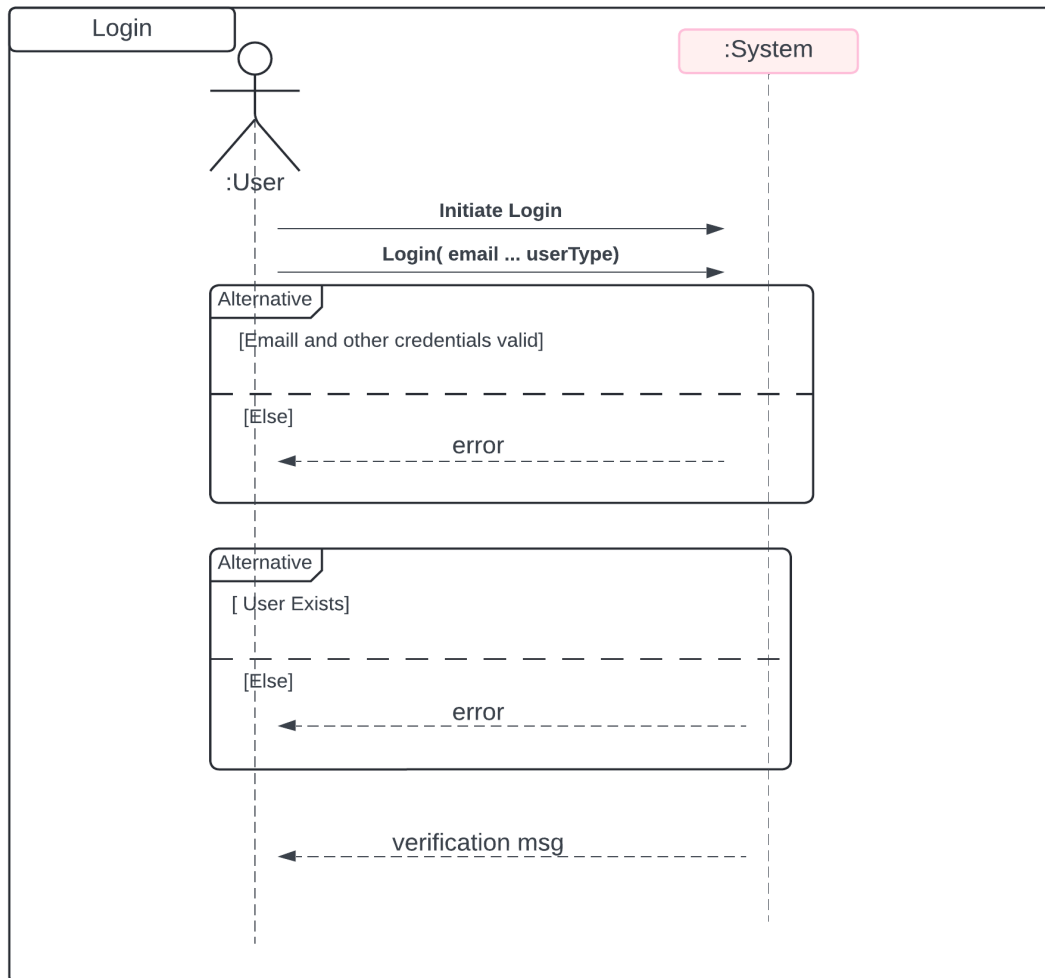 Login
:System
:User
Initiate Login
Login( email ... userType)
Alternative
[Emaill and other credentials valid]
[Else]
error
Alternative
[ User Exists]
[Else]
error
verification msg